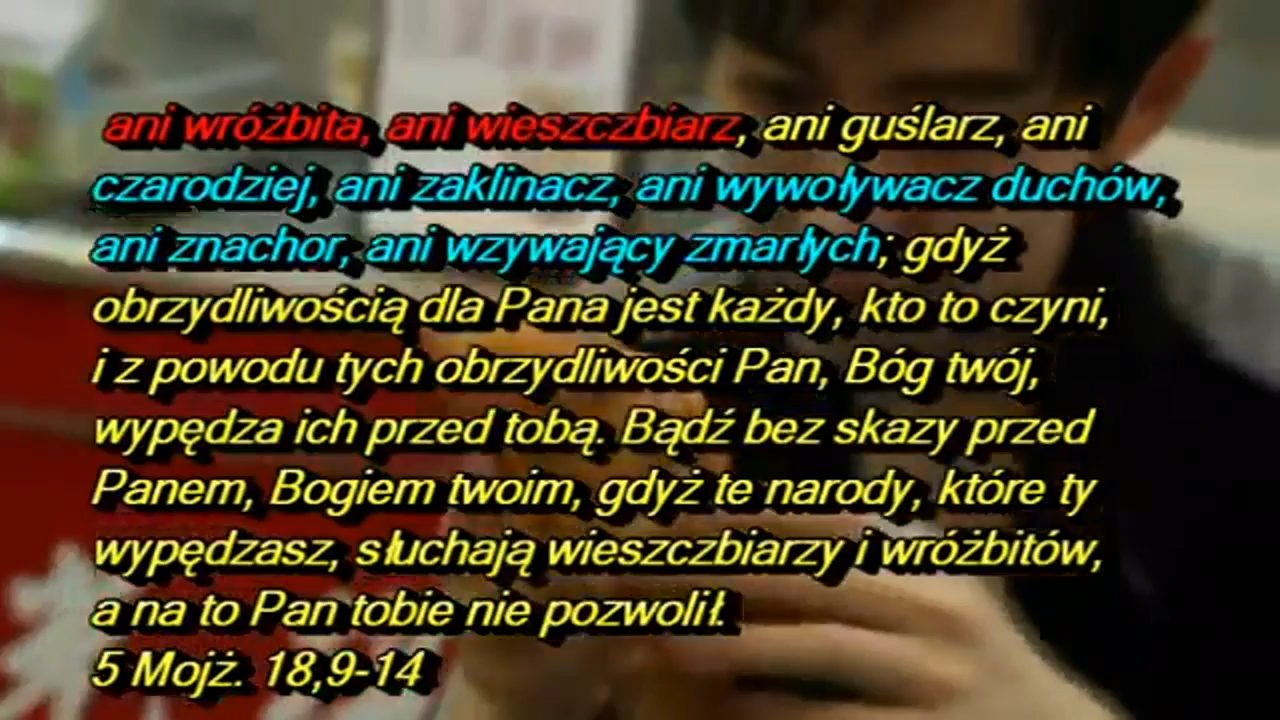 ani wróżbita, ani wieszczbiarz, ani guślarz, ani
czarodziej, ani zaklinacz, ani wywoływacz duchów,
ani znachor, ani wzywający zmarłych; gdyż
obrzydliwością dla Pana jest każdy, kto to czyni,
i z powodu tych obrzydliwości Pan, Bóg twój,
wypędza ich przed tobą. Bądź bez skazy przed
Panem, Bogiem twoim, gdyż te narody, które ty
wypędzasz, słuchają wieszczbiarzy i wróżbitów,
a na to Pan tobie nie pozwolił.
5 Mojż. 18,9-14